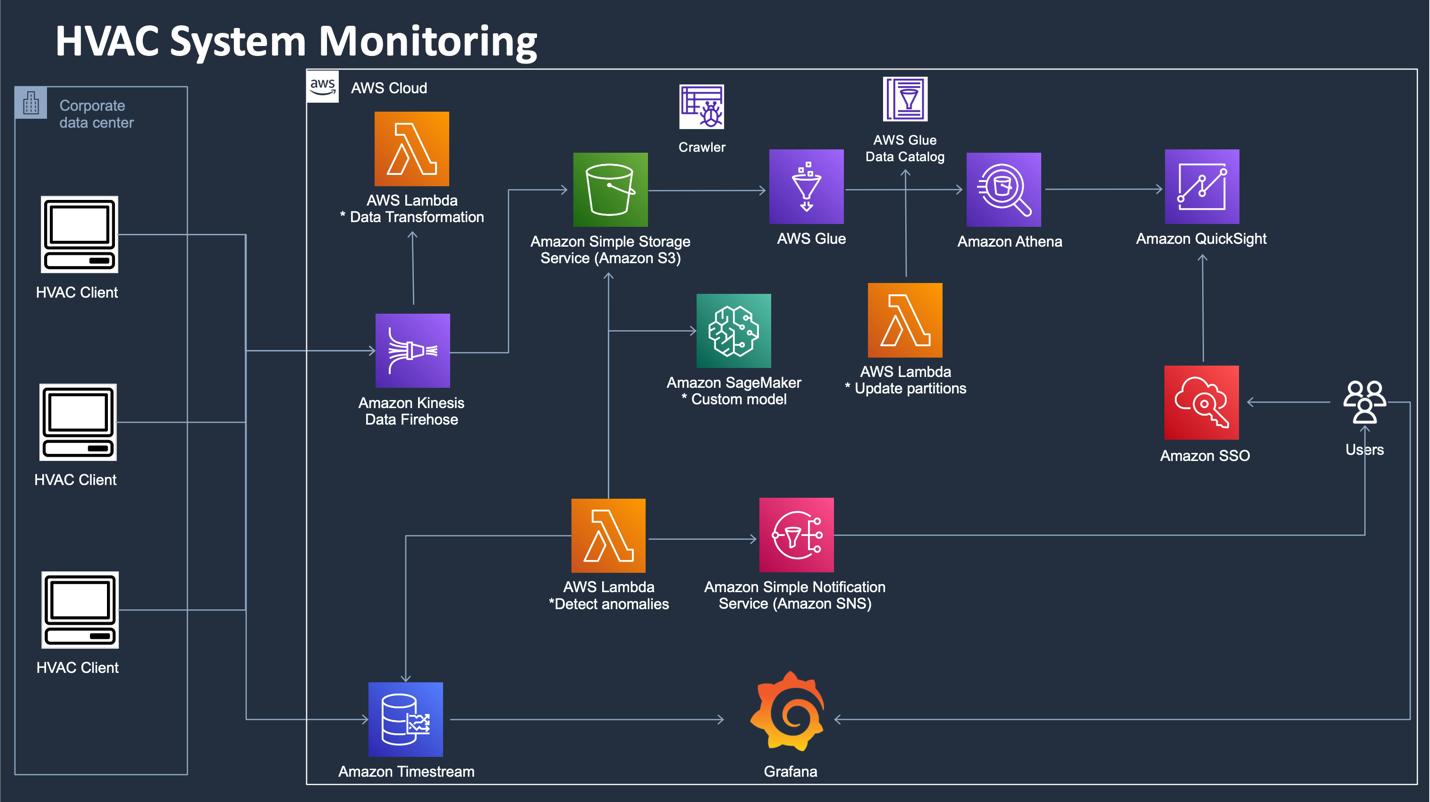 HVAC System Monitoring
aws
AWS Cloud
Corporate
data center
HVAC Client
HVAC Client
HVAC Client
AWS Lambda
* Data Transformation
Amazon Kinesis
Data Firehose
Amazon Simple Storage
Service (Amazon S3)
Crawler
AWS Glue
AWS Glue
Data Catalog
Amazon Athena
Amazon QuickSight
Amazon SageMaker
* Custom model
AWS Lambda
* Update partitions
Amazon SSO
Users
AWS Lambda
*Detect anomalies
Amazon Simple Notification
Service (Amazon SNS)
Amazon Timestream
Grafana